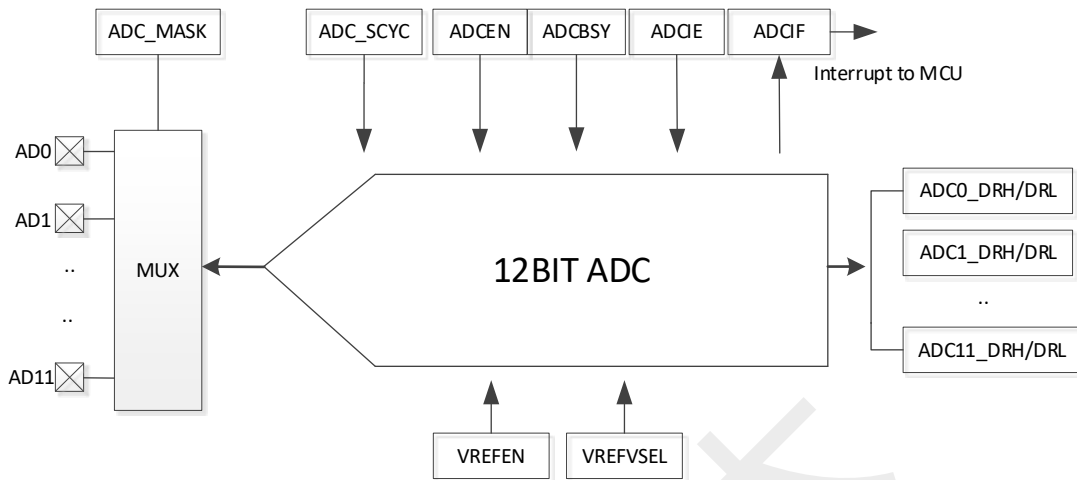 ADC_MASK
ADC_SCYC
ADCEN
ADCBSY
ADCIE
ADCIF
Interrupt to MCU
AD0
AD1
..
..
AD11
MUX
12BIT ADC
ADC0_DRH/DRL
ADC1_DRH/DRL
..
ADC11_DRH/DRL
VREFEN
VREFVSEL